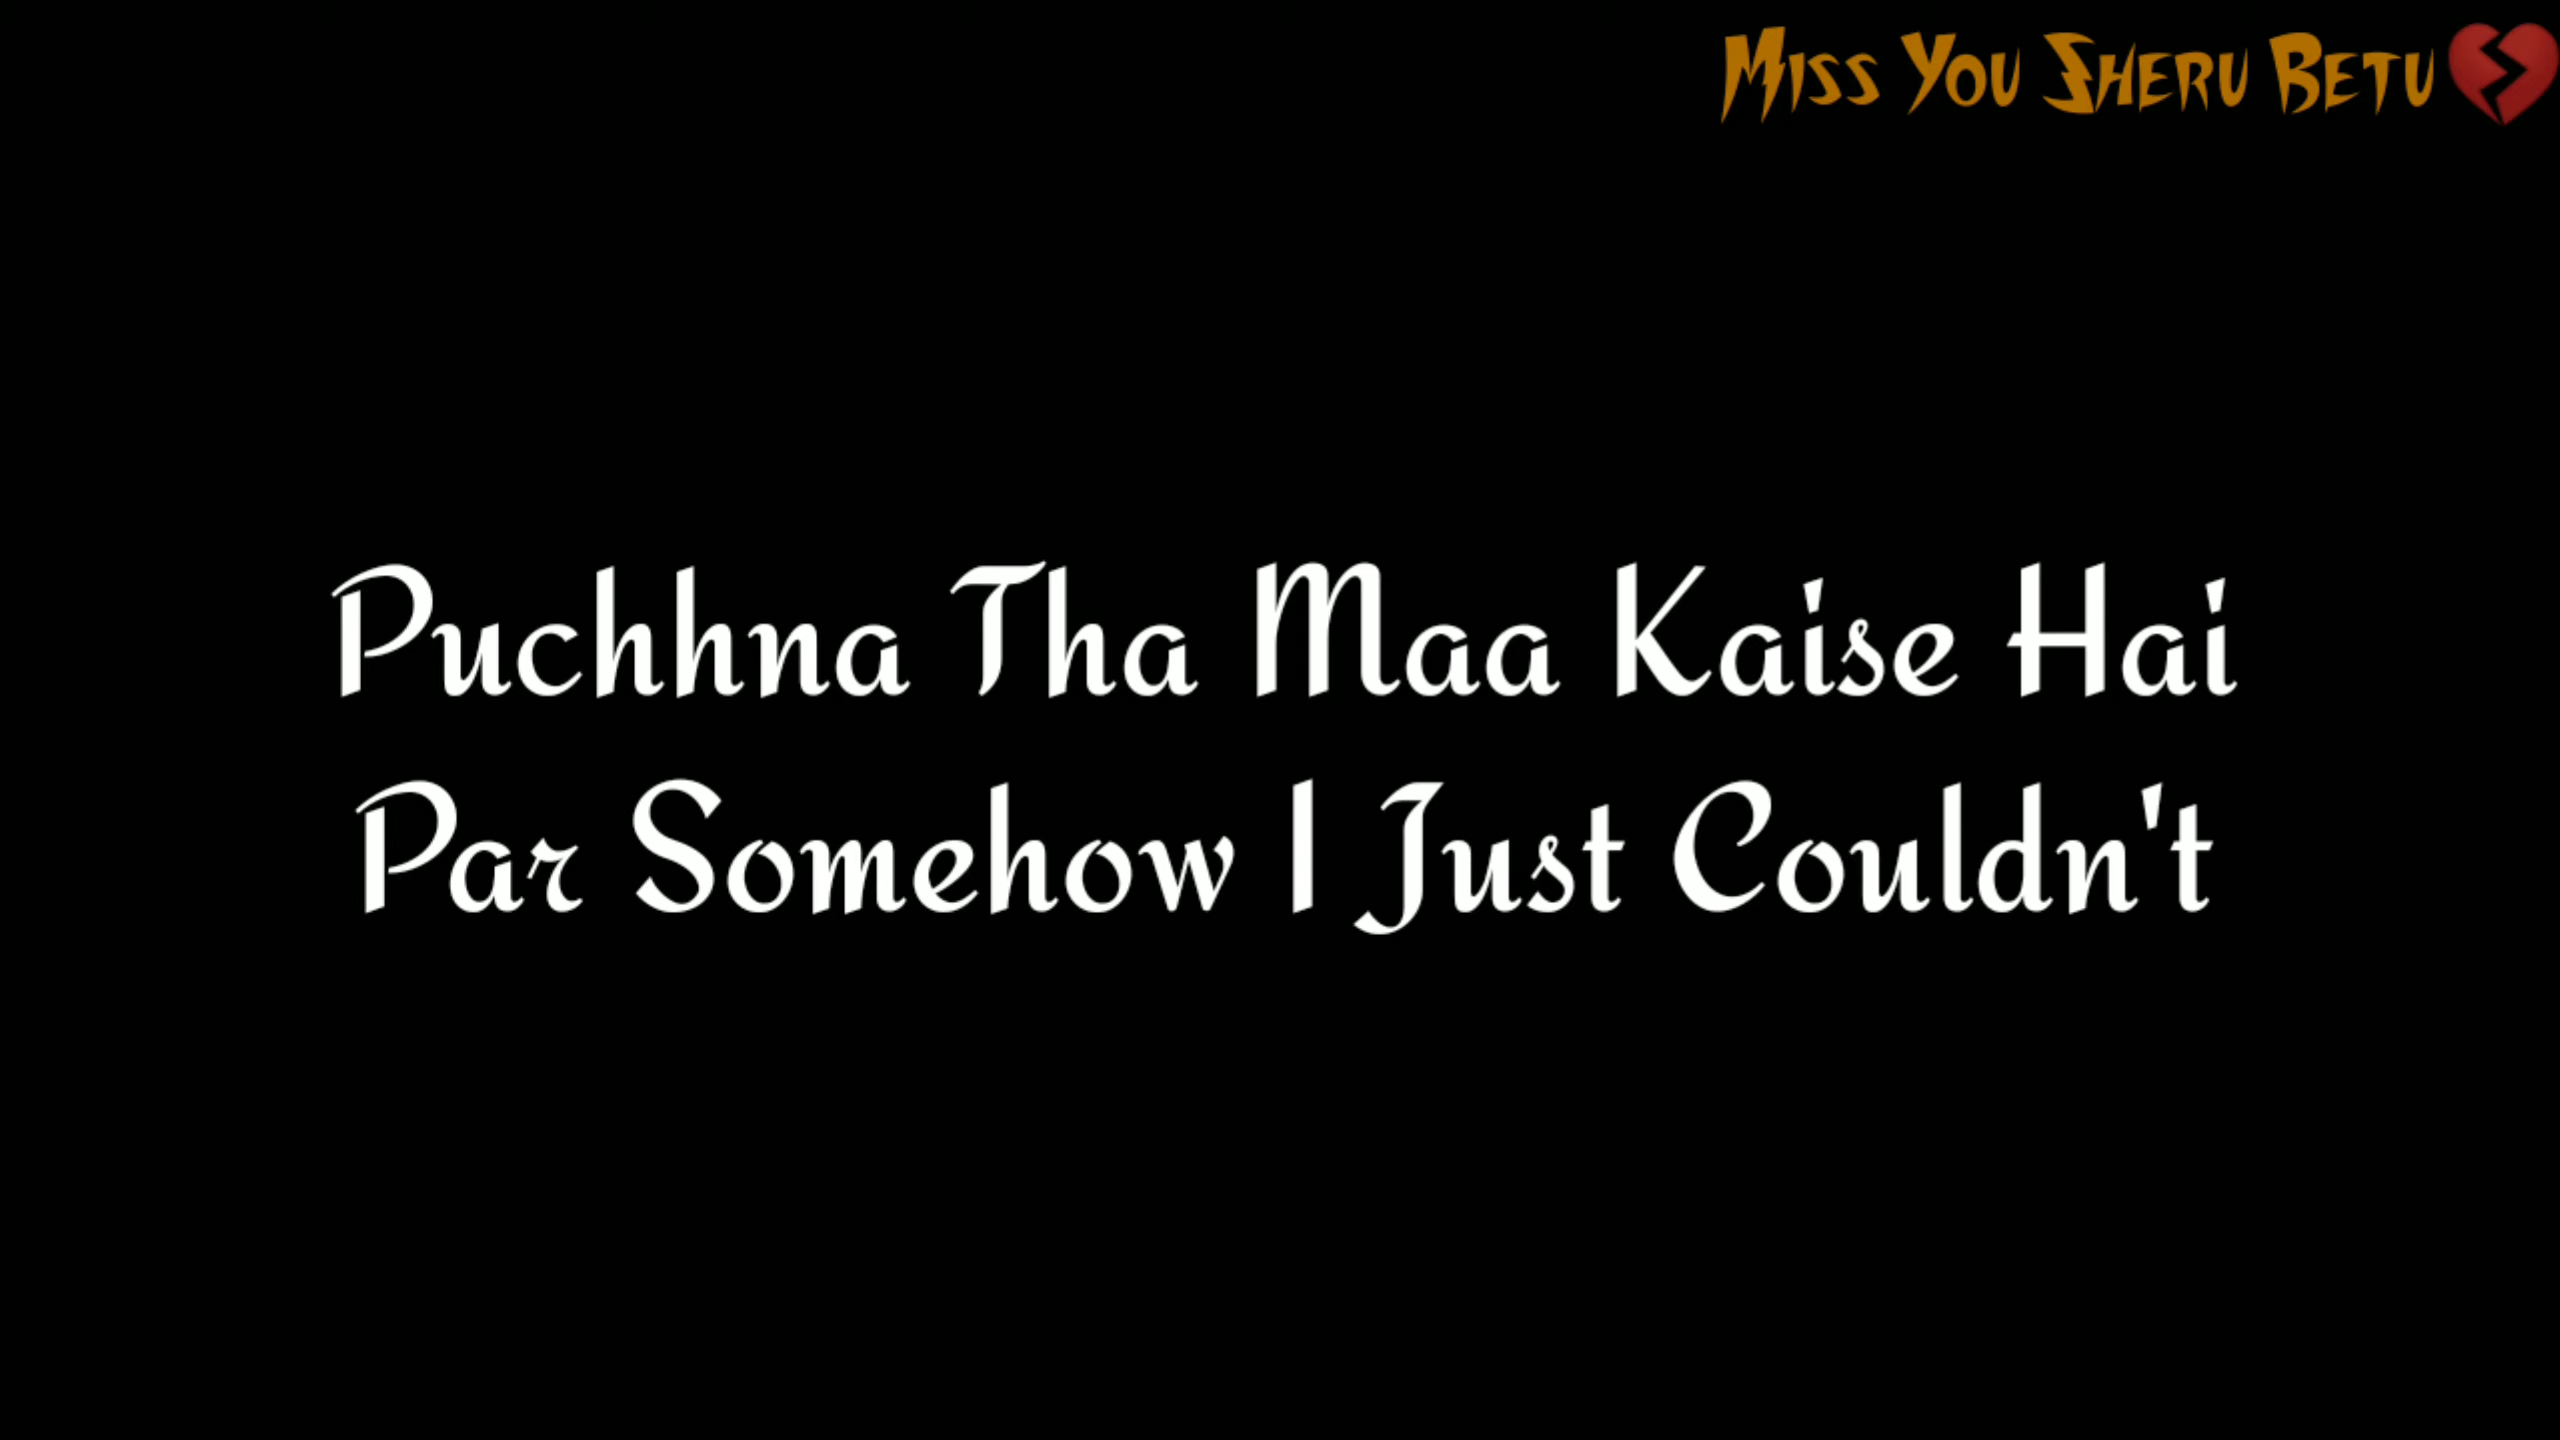 Miss You Sheru Betu💔
Puchhna Tha Maa Kaise Hai
Par Somehow I Just Couldn't